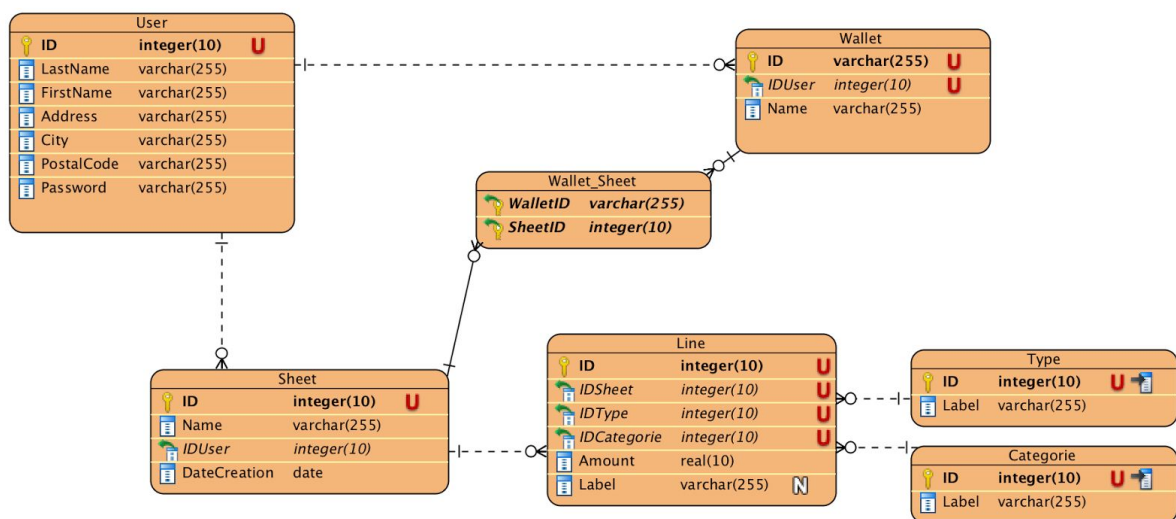 User
ID integer(10) U
LastName varchar(255)
FirstName varchar(255)
Address varchar(255)
City varchar(255)
PostalCode varchar(255)
Password varchar(255)
Wallet
ID varchar(255) U
IDUser integer(10) U
Name varchar(255)
Wallet_Sheet
WalletID varchar(255)
SheetID integer(10)
Sheet
ID integer(10) U
Name varchar(255)
IDUser integer(10)
DateCreation date
Line
ID integer(10) U
IDSheet integer(10) U
IDType integer(10) U
IDCategorie integer(10) U
Amount real(10)
Label varchar(255) N
Type
ID integer(10) U
Label varchar(255)
Categorie
ID integer(10) U
Label varchar(255)